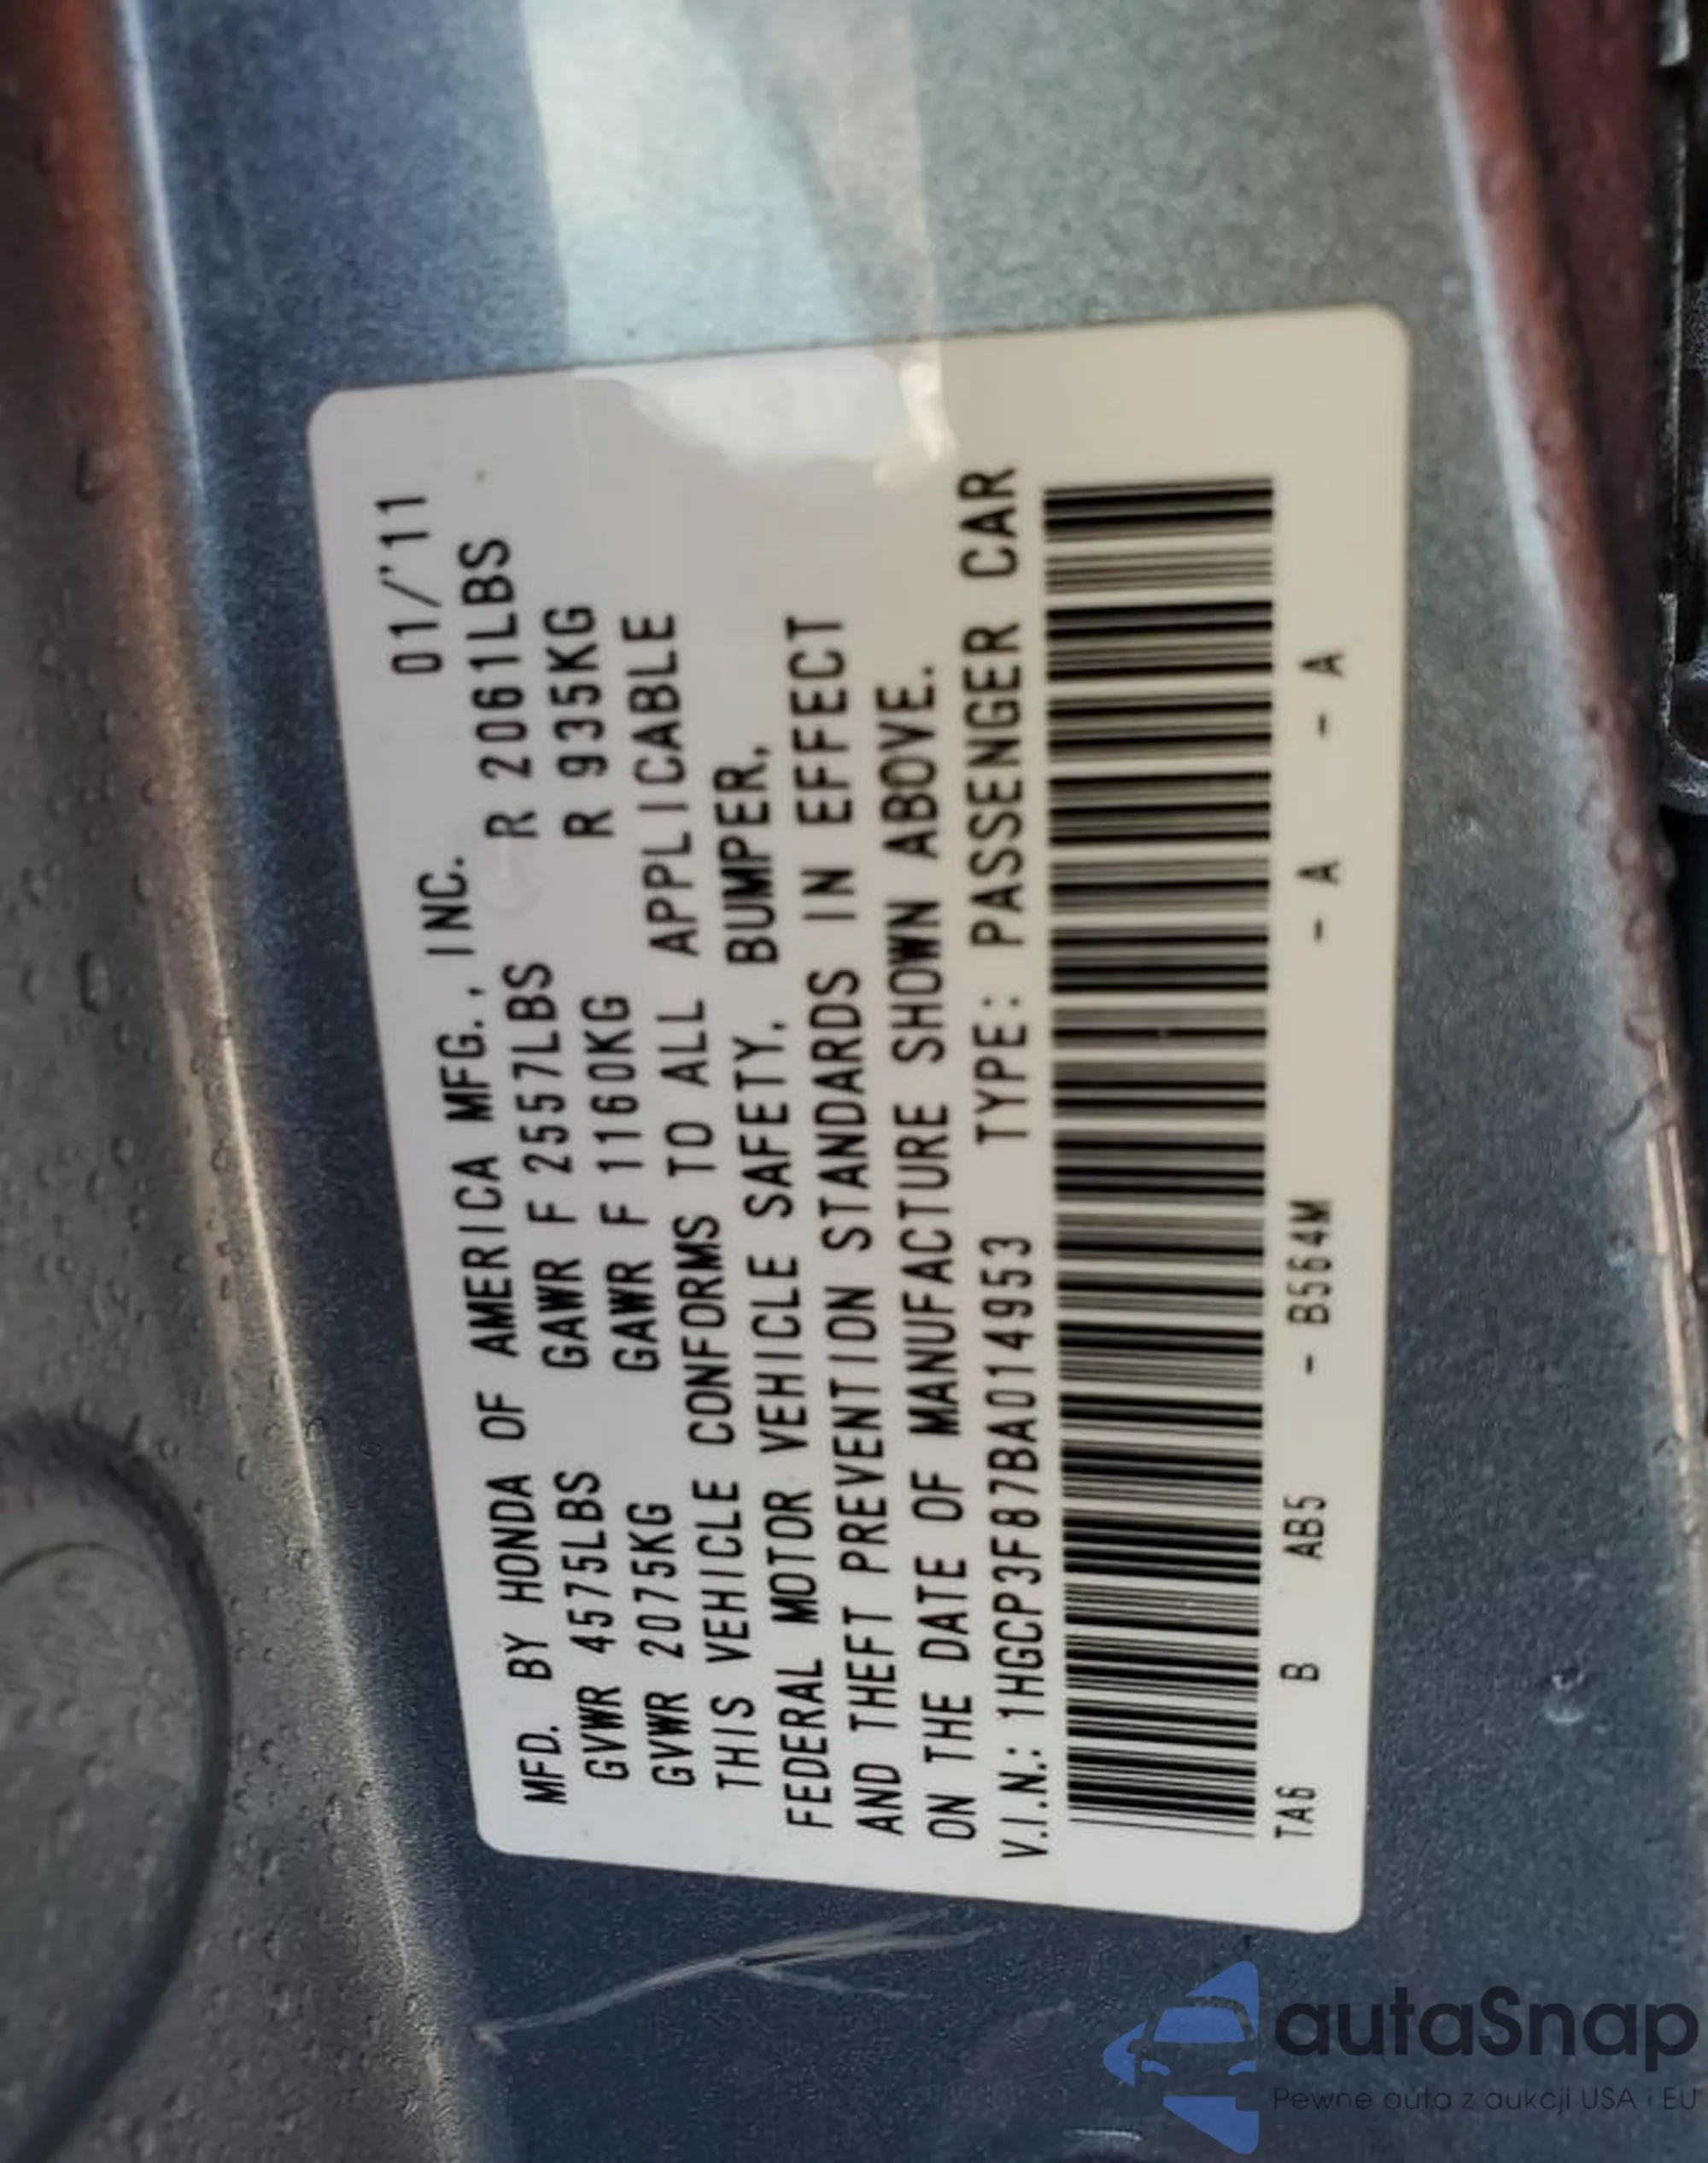 MFD. BY HONDA OF AMERICA MFG., INC. 01/'11
GVWR 4575LBS GAWR F 2557LBS R 2061LBS
GVWR 2075KG GAWR F 1160KG R 935KG
THIS VEHICLE CONFORMS TO ALL APPLICABLE
FEDERAL MOTOR VEHICLE SAFETY, BUMPER,
AND THEFT PREVENTION STANDARDS IN EFFECT
ON THE DATE OF MANUFACTURE SHOWN ABOVE.
V.I.N.: 1HGCP3F87BA014953 TYPE: PASSENGER CAR
TA6 B AB5 - B564M - A - A
autaSnap
Pewne auta z aukcji USA i EU